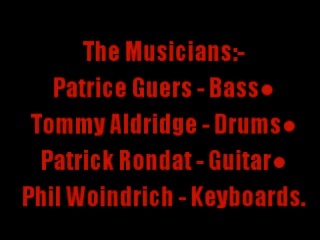 The Musicians:-
Patrice Guers - Bass●
Tommy Aldridge - Drums●
Patrick Rondat - Guitar●
Phil Woindrich - Keyboards.